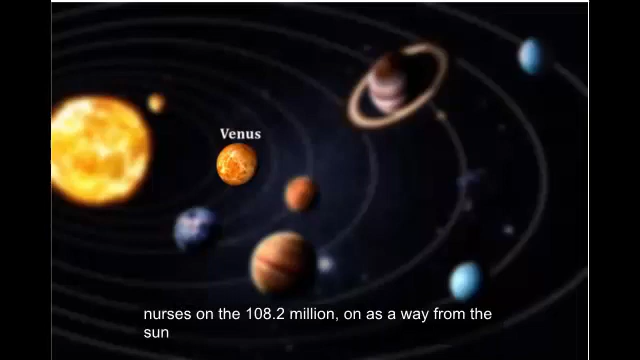 Venus
nurses on the 108.2 million, on as a way from the
sun